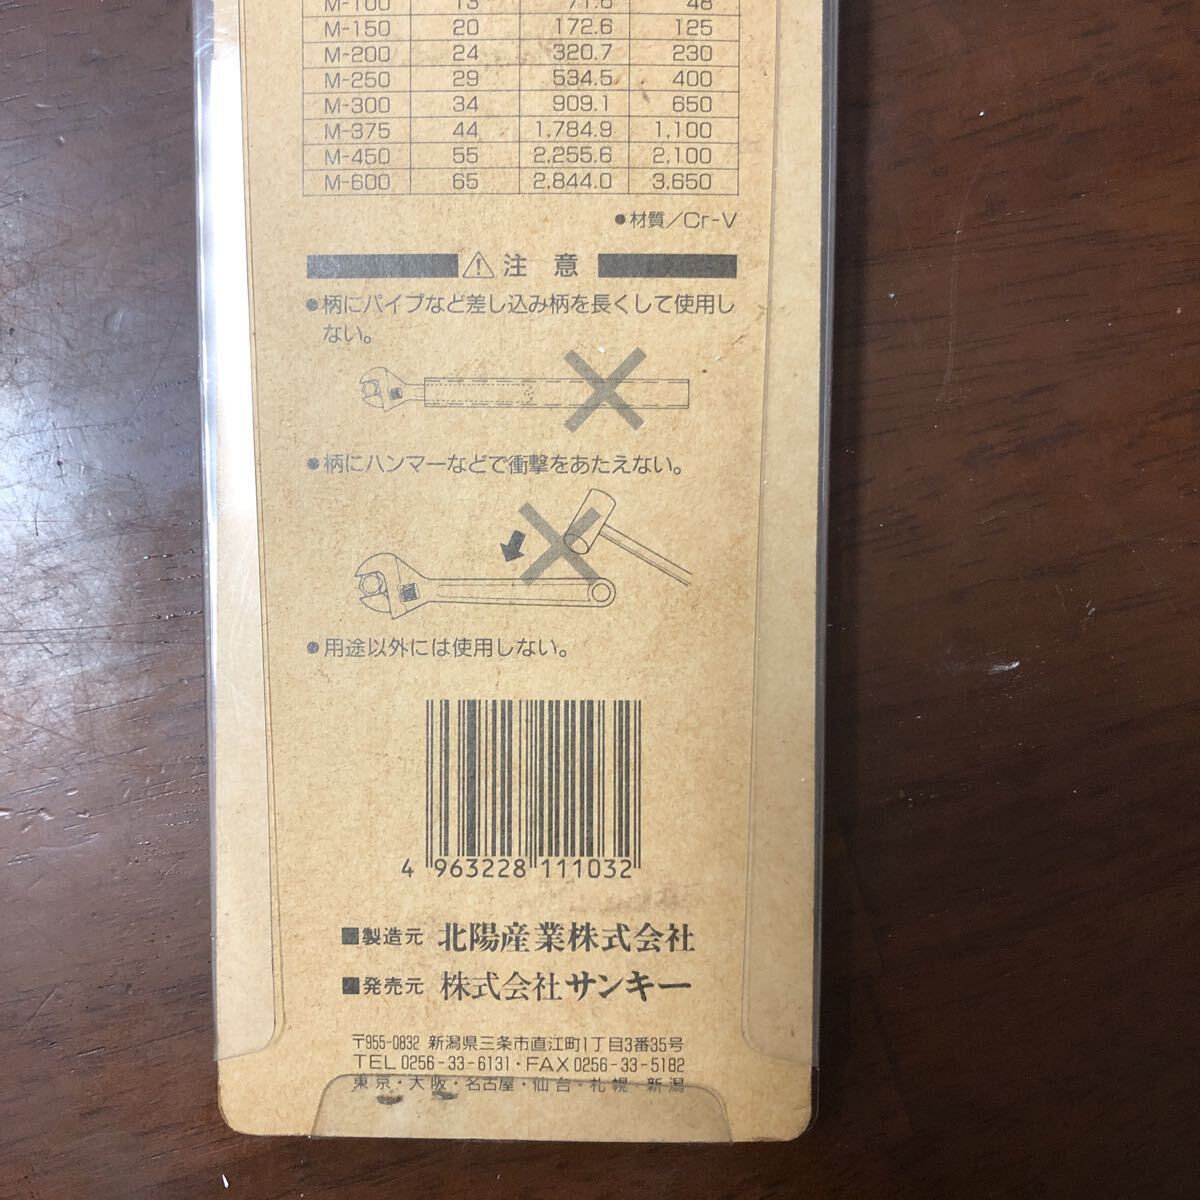 M-100 13 71.6 48
M-150 20 172.6 125
M-200 24 320.7 230
M-250 29 534.5 400
M-300 34 909.1 650
M-375 44 1,784.9 1,100
M-450 55 2,255.6 2,100
M-600 65 2,844.0 3,650
●材質/Cr-V
注 意
●柄にパイプなど差し込み柄を長くして使用し
ない。
●柄にハンマーなどで衝撃をあたえない。
●用途以外には使用しない。
4 963228 111032
■製造元 北陽産業株式会社
■発売元 株式会社サンキー
〒955-0832 新潟県三条市直江町1丁目3番35号
TEL 0256-33-6131・FAX 0256-33-5182
東京・大阪・名古屋・仙台・札幌・新潟